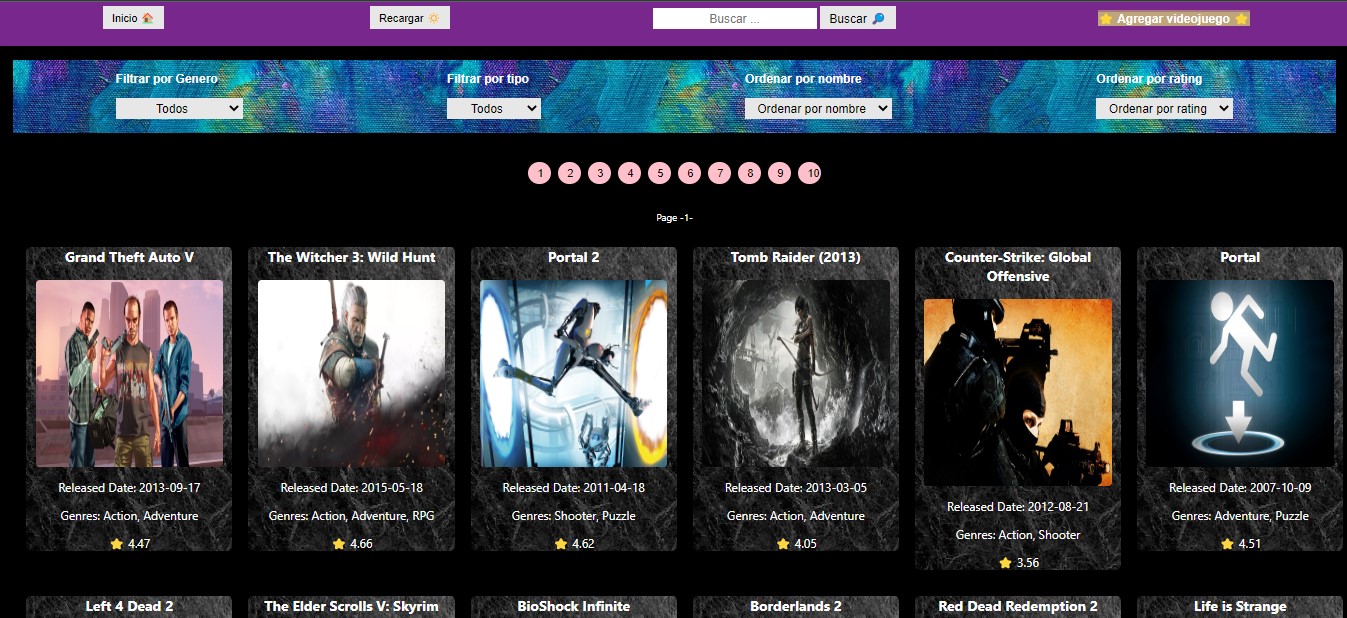 Inicio 🏠
Recargar 🔅
Buscar ...
Buscar 🔎
⭐ Agregar videojuego ⭐
Filtrar por Genero
Filtrar por tipo
Ordenar por nombre
Ordenar por rating
Todos
Todos
Ordenar por nombre
Ordenar por rating
1 2 3 4 5 6 7 8 9 10
Page -1-
Grand Theft Auto V
Released Date: 2013-09-17
Genres: Action, Adventure
⭐ 4.47
The Witcher 3: Wild Hunt
Released Date: 2015-05-18
Genres: Action, Adventure, RPG
⭐ 4.66
Portal 2
Released Date: 2011-04-18
Genres: Shooter, Puzzle
⭐ 4.62
Tomb Raider (2013)
Released Date: 2013-03-05
Genres: Action, Adventure
⭐ 4.05
Counter-Strike: Global
Offensive
Released Date: 2012-08-21
Genres: Action, Shooter
⭐ 3.56
Portal
Released Date: 2007-10-09
Genres: Adventure, Puzzle
⭐ 4.51
Left 4 Dead 2
The Elder Scrolls V: Skyrim
BioShock Infinite
Borderlands 2
Red Dead Redemption 2
Life is Strange